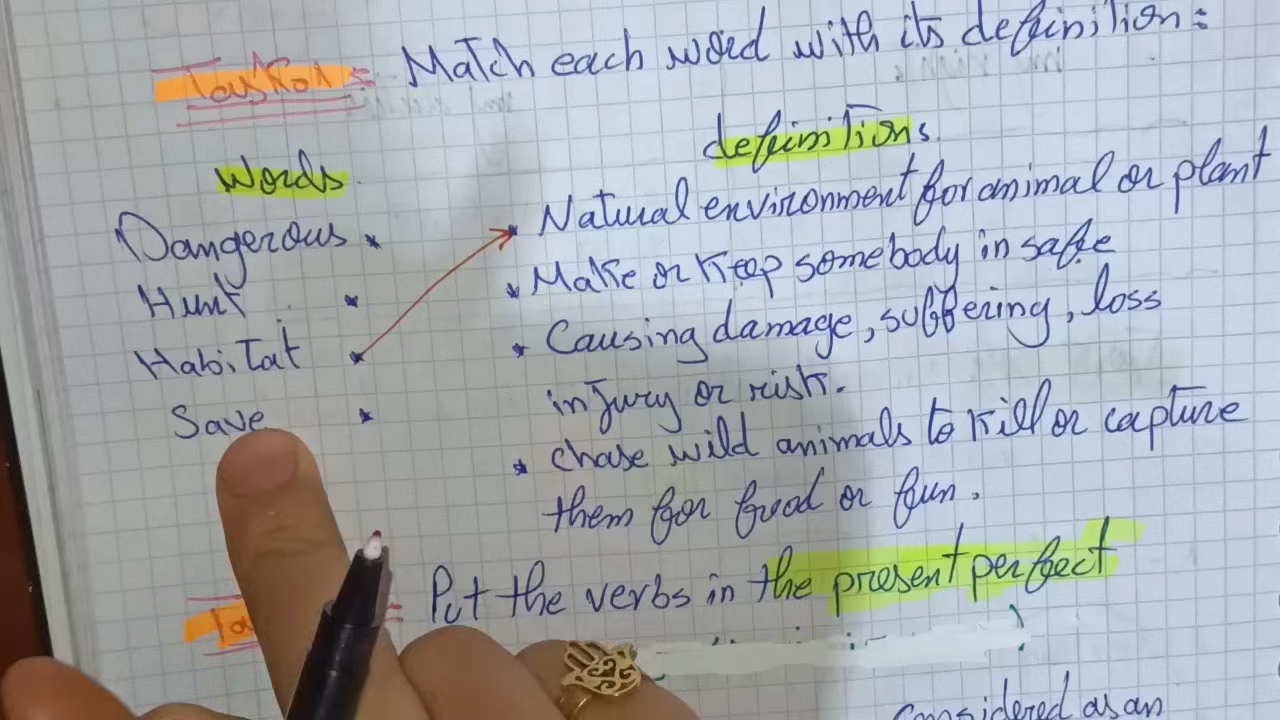 Task01 = Match each word with its definition:
Words
definitions.
Dangerous
Hunt
Habitat
Save
Natural environment for animal or plant
Make or keep somebody in safe
Causing damage, suffering, loss
injury or risk.
chase wild animals to kill or capture
them for food or fun.
Put the verbs in the present perfect
considered as an